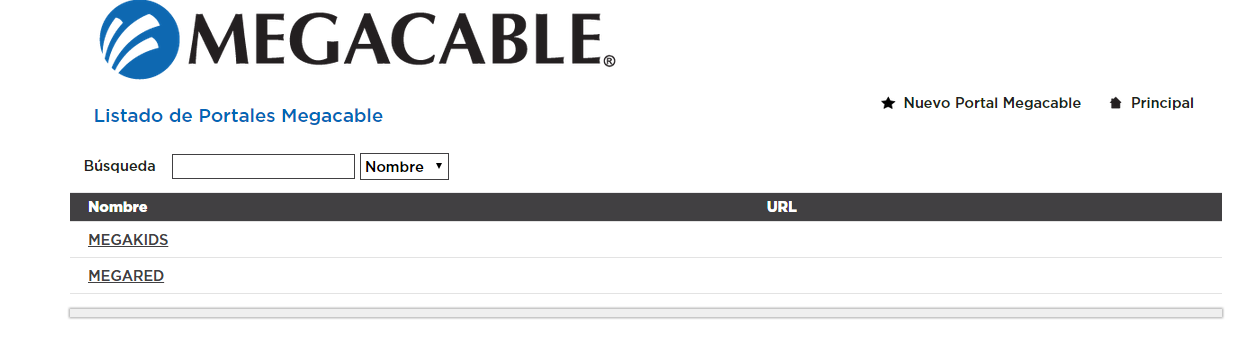 MEGACABLE®
Nuevo Portal Megacable Principal
Listado de Portales Megacable
Búsqueda Nombre
Nombre URL
MEGAKIDS
MEGARED